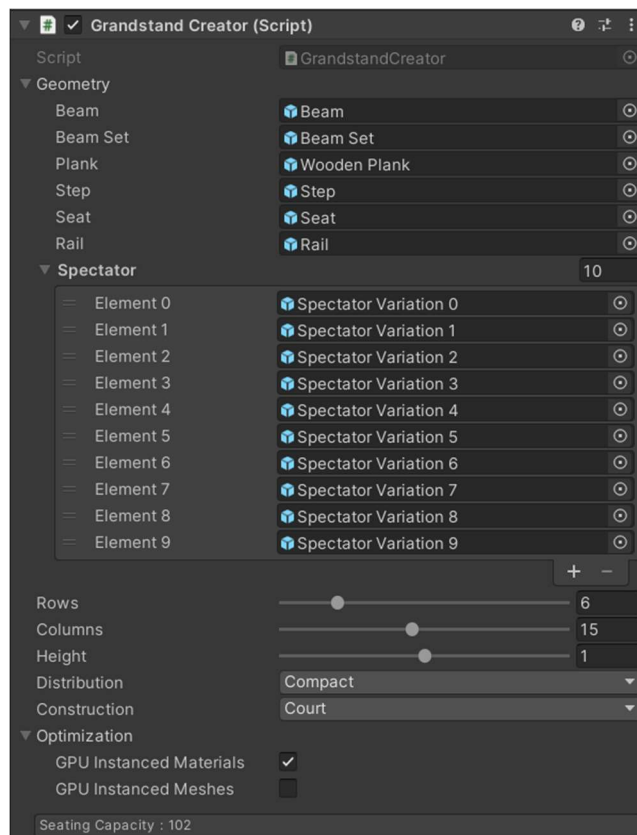 Grandstand Creator (Script)
Script GrandstandCreator
Geometry
Beam Beam
Beam Set Beam Set
Plank Wooden Plank
Step Step
Seat Seat
Rail Rail
Spectator 10
Element 0 Spectator Variation 0
Element 1 Spectator Variation 1
Element 2 Spectator Variation 2
Element 3 Spectator Variation 3
Element 4 Spectator Variation 4
Element 5 Spectator Variation 5
Element 6 Spectator Variation 6
Element 7 Spectator Variation 7
Element 8 Spectator Variation 8
Element 9 Spectator Variation 9
Rows 6
Columns 15
Height 1
Distribution Compact
Construction Court
Optimization
GPU Instanced Materials
GPU Instanced Meshes
Seating Capacity : 102